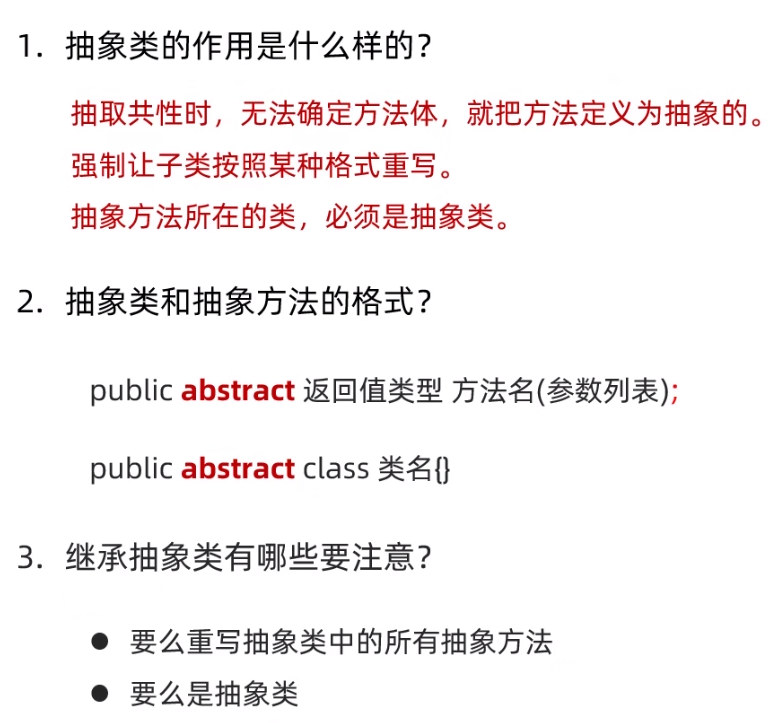 1. 抽象类的作用是什么样的？
抽取共性时，无法确定方法体，就把方法定义为抽象的。
强制让子类按照某种格式重写。
抽象方法所在的类，必须是抽象类。
2. 抽象类和抽象方法的格式？
public abstract 返回值类型 方法名(参数列表);
public abstract class 类名{}
3. 继承抽象类有哪些要注意？
● 要么重写抽象类中的所有抽象方法
● 要么是抽象类